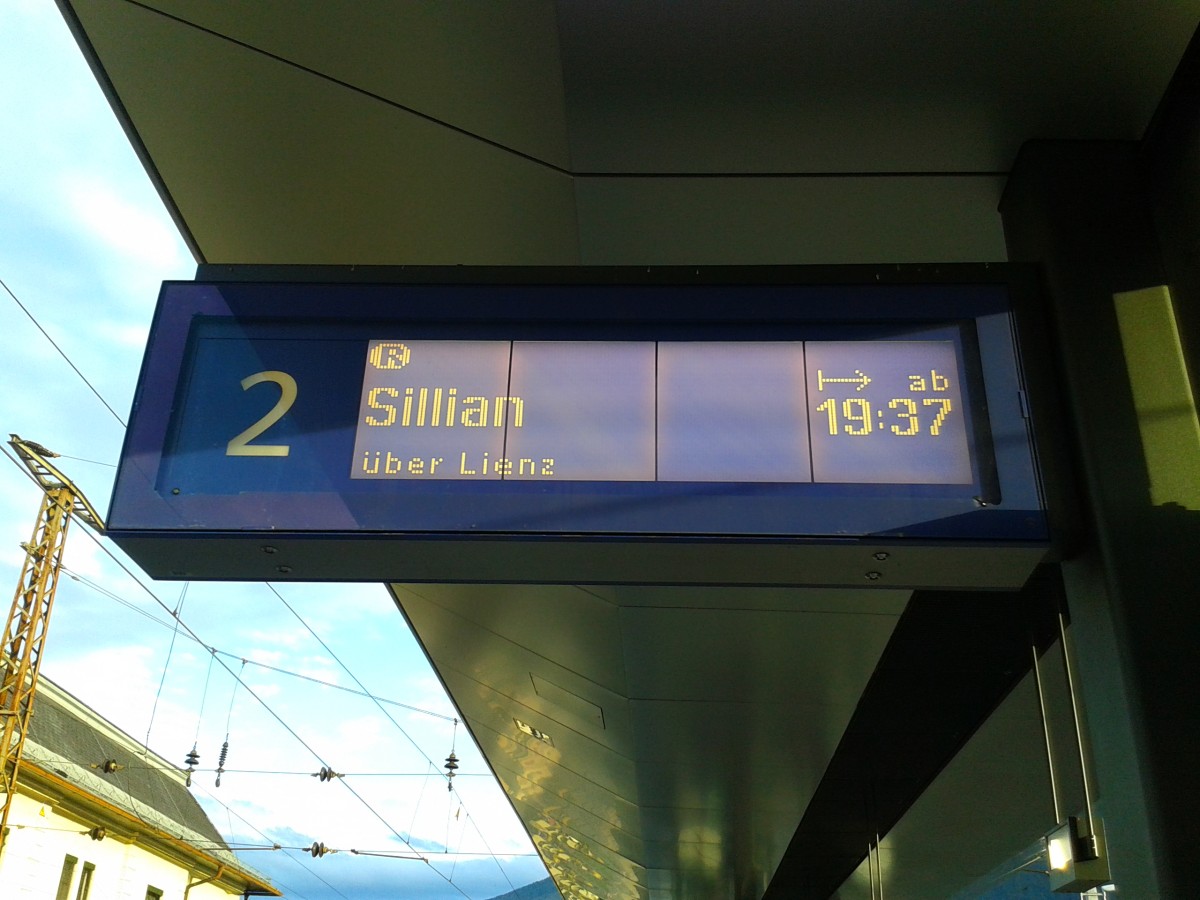 2
R
Sillian
über Lienz
ab
19:37